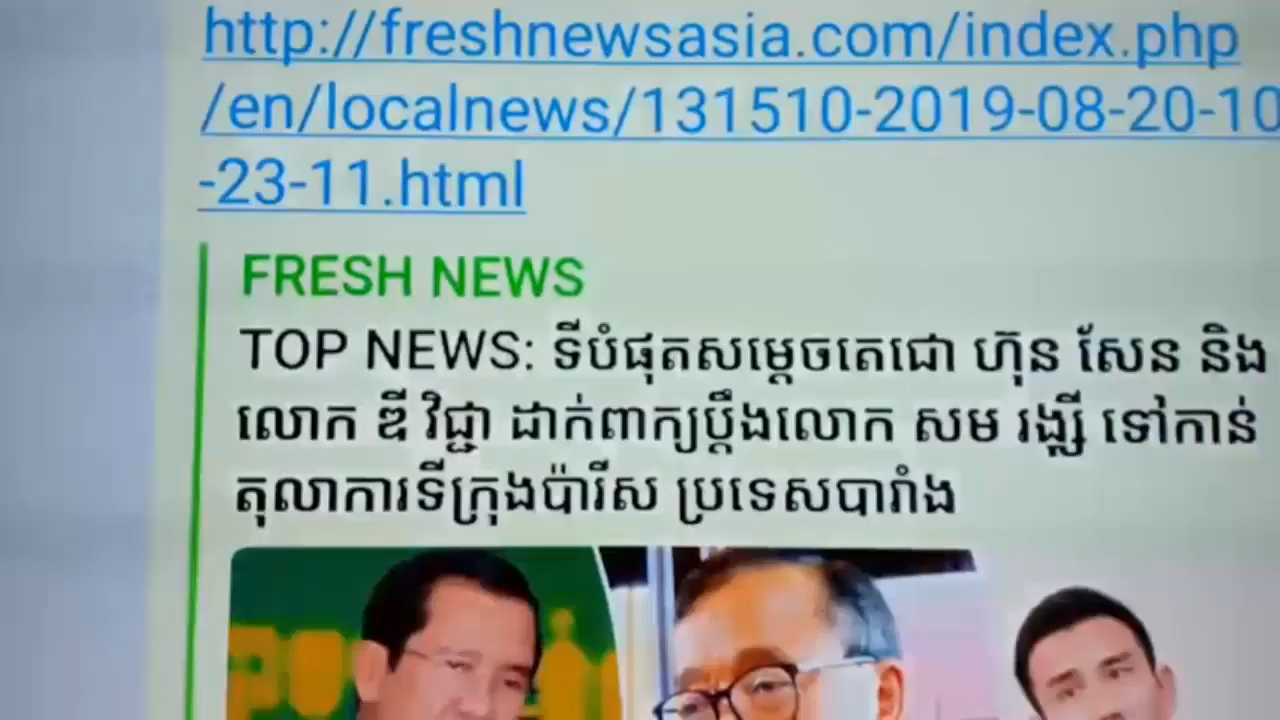 http://freshnewsasia.com/index.php
/en/localnews/131510-2019-08-20-10
-23-11.html
FRESH NEWS
TOP NEWS: ទីបំផុតសម្តេចតេជោ ហ៊ុន សែន និង
លោក ឌី វិជ្ជា ដាក់ពាក្យប្តឹងលោក សម រង្ស៊ី ទៅកាន់
តុលាការទីក្រុងប៉ារីស ប្រទេសបារាំង